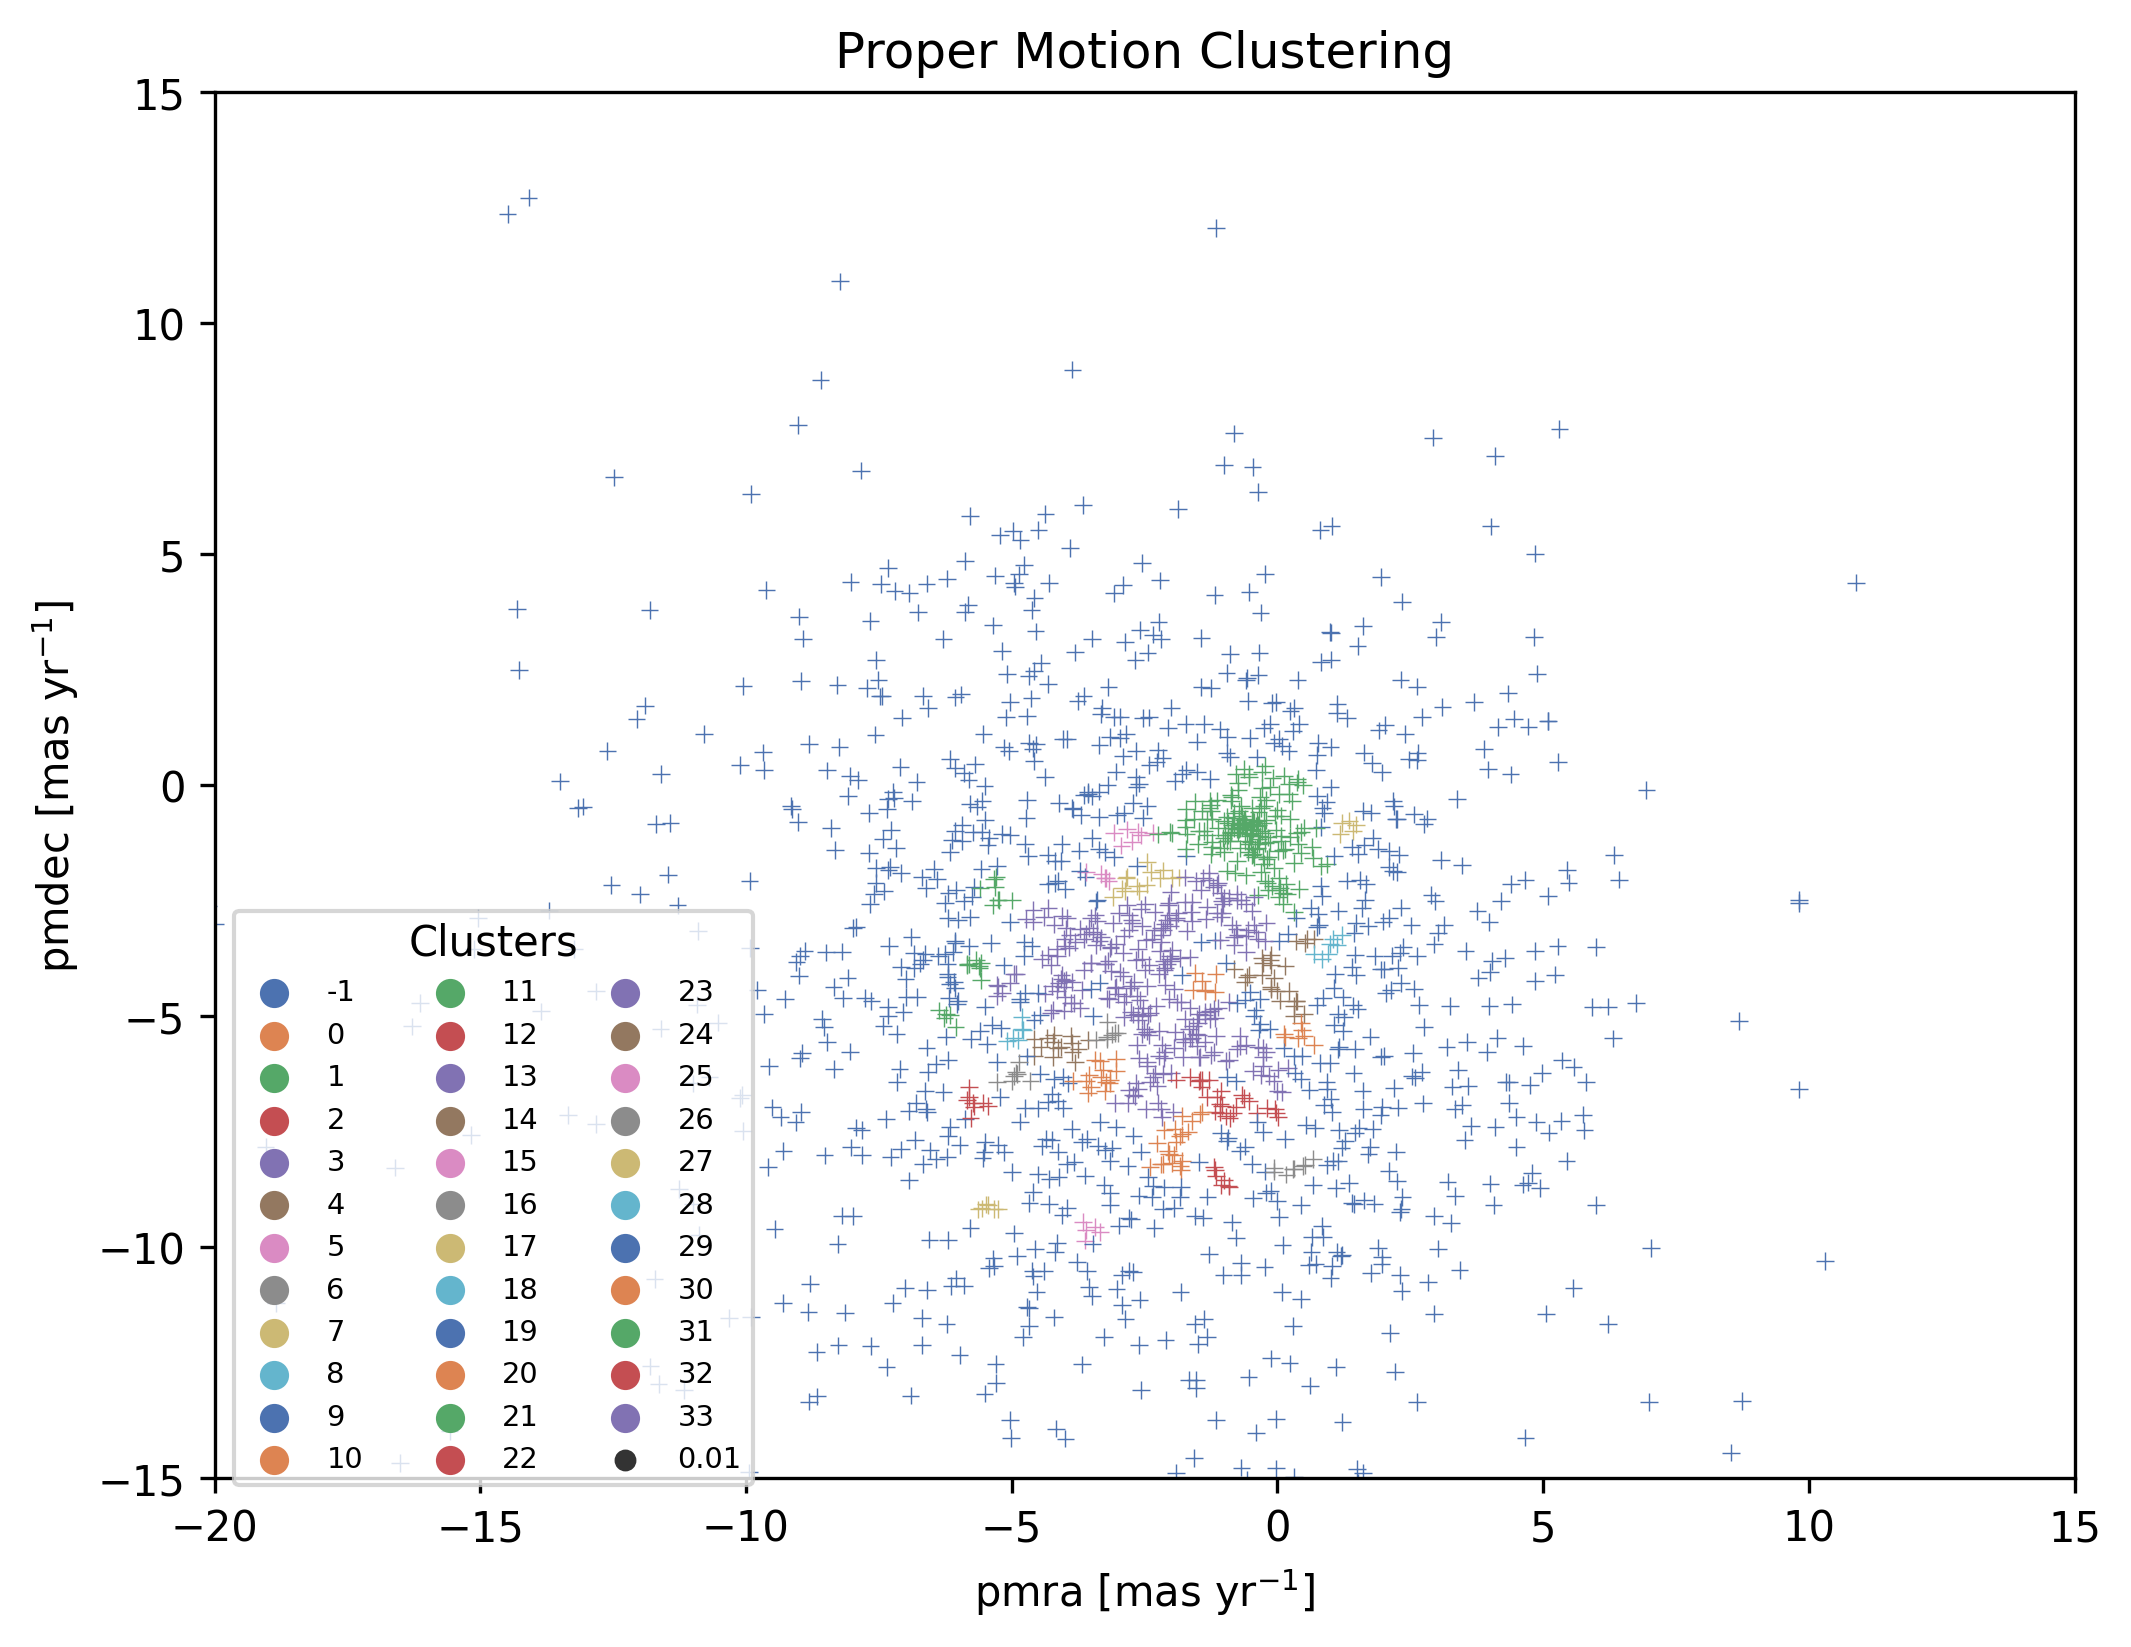 Proper Motion Clustering
15
10
5
0
−5
−10
−15
pmdec [mas yr⁻¹]
Clusters
-1 11 23
0 12 24
1 13 25
2 14 26
3 15 27
4 16 28
5 17 29
6 18 30
7 19 31
8 20 32
9 21 33
10 22 0.01
−20 −15 −10 −5 0 5 10 15
pmra [mas yr⁻¹]